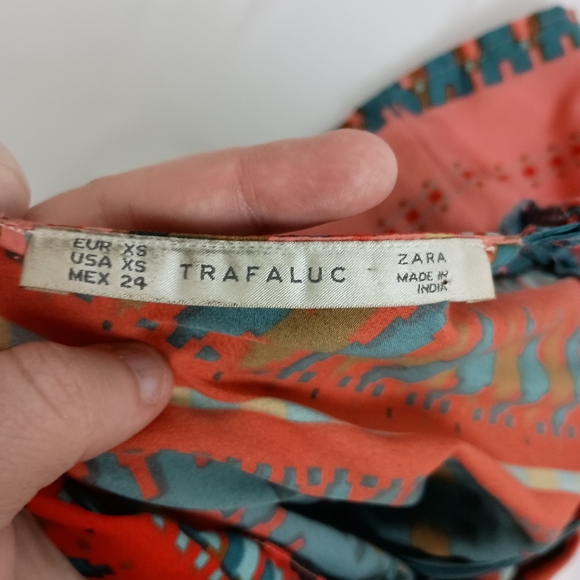 EUR XS
USA XS
MEX 24
TRAFALUC
ZARA
MADE IN
INDIA